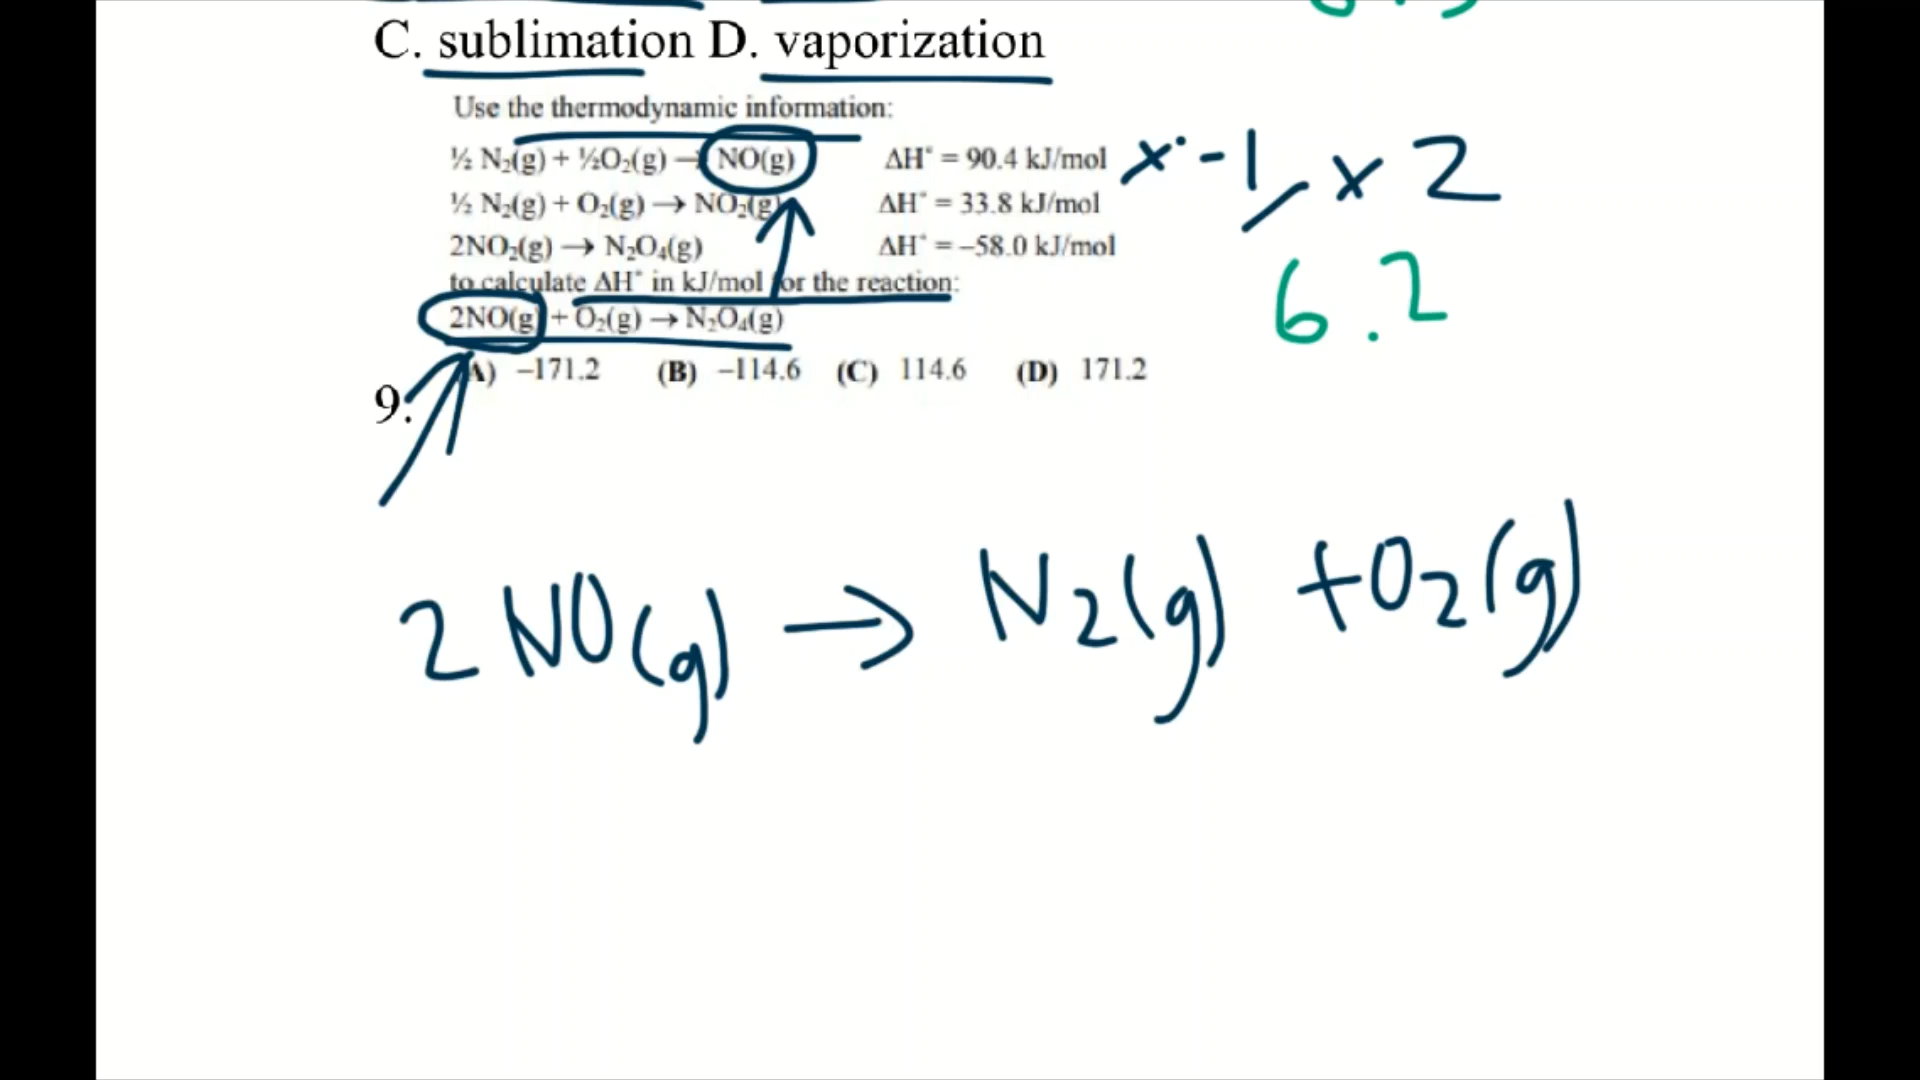 C. sublimation D. vaporization
Use the thermodynamic information:
½ N₂(g) + ½O₂(g) → NO(g) ΔH° = 90.4 kJ/mol x -1, x 2
½ N₂(g) + O₂(g) → NO₂(g) ΔH° = 33.8 kJ/mol
2NO₂(g) → N₂O₄(g) ΔH° = –58.0 kJ/mol
to calculate ΔH° in kJ/mol for the reaction:
6.2
2NO(g) + O₂(g) → N₂O₄(g)
A) –171.2 (B) –114.6 (C) 114.6 (D) 171.2
9.
2NO(g) → N₂(g) + O₂(g)